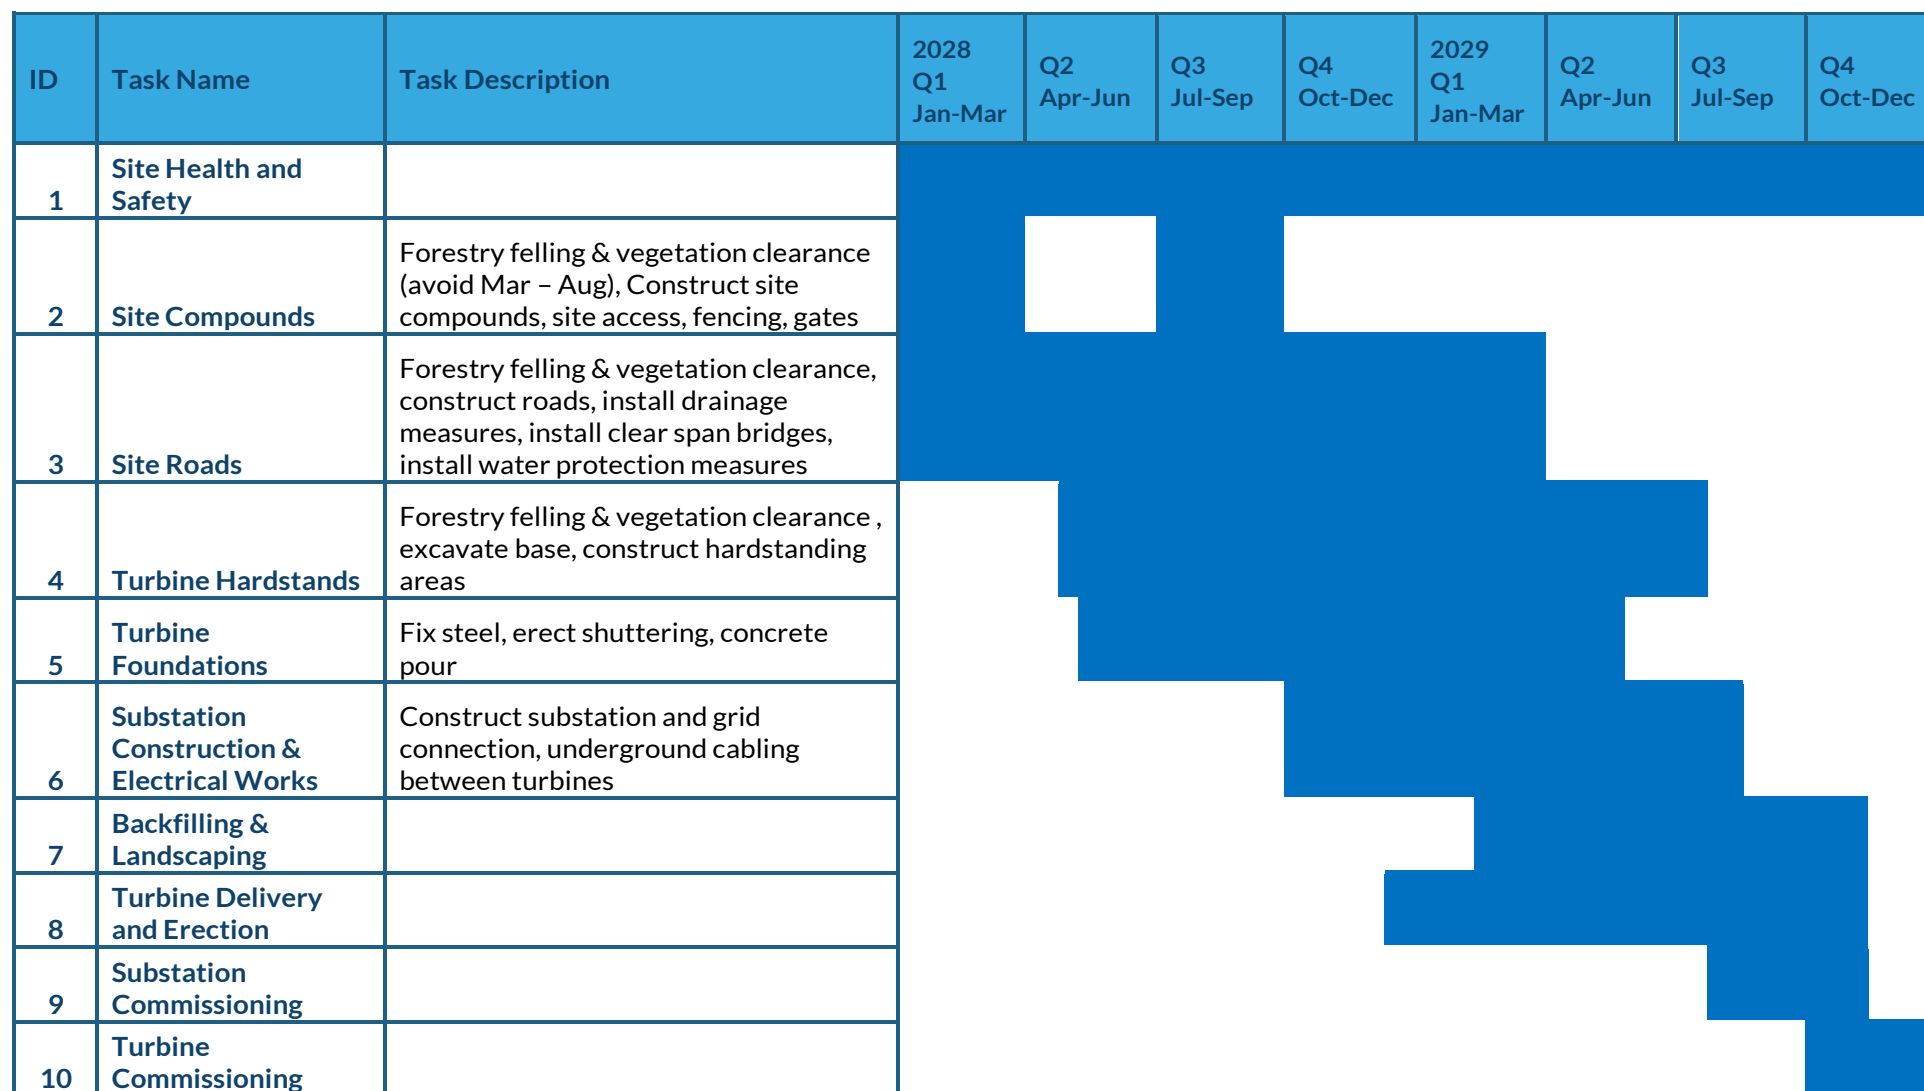 ID
Task Name
Task Description
2028
Q1
Jan-Mar
Q2
Apr-Jun
Q3
Jul-Sep
Q4
Oct-Dec
2029
Q1
Jan-Mar
Q2
Apr-Jun
Q3
Jul-Sep
Q4
Oct-Dec
1
Site Health and
Safety
2
Site Compounds
Forestry felling & vegetation clearance
(avoid Mar – Aug), Construct site
compounds, site access, fencing, gates
3
Site Roads
Forestry felling & vegetation clearance,
construct roads, install drainage
measures, install clear span bridges,
install water protection measures
4
Turbine Hardstands
Forestry felling & vegetation clearance ,
excavate base, construct hardstanding
areas
5
Turbine
Foundations
Fix steel, erect shuttering, concrete
pour
6
Substation
Construction &
Electrical Works
Construct substation and grid
connection, underground cabling
between turbines
7
Backfilling &
Landscaping
8
Turbine Delivery
and Erection
9
Substation
Commissioning
10
Turbine
Commissioning